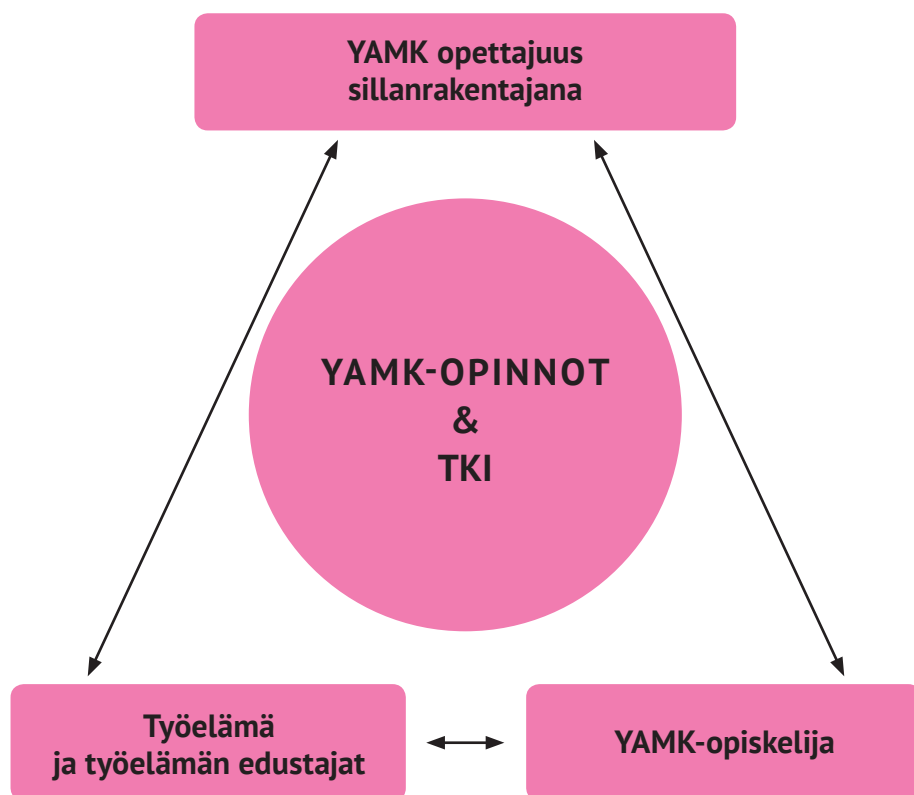 YAMK opettajuus
sillanrakentajana
YAMK-OPINNOT
&
TKI
Työelämä
ja työelämän edustajat
YAMK-opiskelija